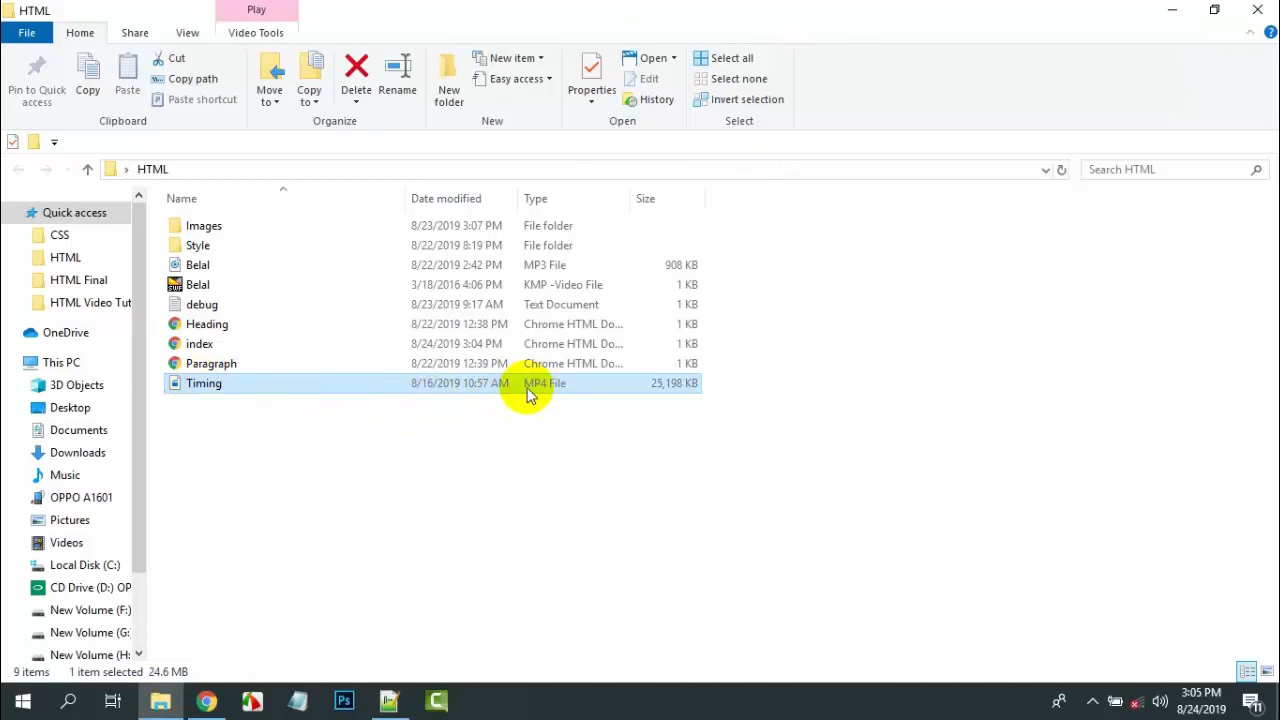 HTML
Play
File
Home
Share
View
Video Tools
Pin to Quick access
Copy
Paste
Cut
Copy path
Paste shortcut
Clipboard
Move to
Copy to
Delete
Rename
Organize
New folder
New item
Easy access
New
Properties
Open
Edit
History
Open
Select all
Select none
Invert selection
Select
HTML
Search HTML
Name
Date modified
Type
Size
Images 8/23/2019 3:07 PM File folder
Style 8/22/2019 8:19 PM File folder
Belal 8/22/2019 2:42 PM MP3 File 908 KB
Belal 3/18/2016 4:06 PM KMP -Video File 1 KB
debug 8/23/2019 9:17 AM Text Document 1 KB
Heading 8/22/2019 12:38 PM Chrome HTML Do... 1 KB
index 8/24/2019 3:04 PM Chrome HTML Do... 1 KB
Paragraph 8/22/2019 12:39 PM Chrome HTML Do... 1 KB
Timing 8/16/2019 10:57 AM MP4 File 25,198 KB
Quick access
CSS
HTML
HTML Final
HTML Video Tut
OneDrive
This PC
3D Objects
Desktop
Documents
Downloads
Music
OPPO A1601
Pictures
Videos
Local Disk (C:)
CD Drive (D:) OP
New Volume (F:)
New Volume (G:
New Volume (H:
9 items 1 item selected 24.6 MB
Ps
3:05 PM
8/24/2019
11